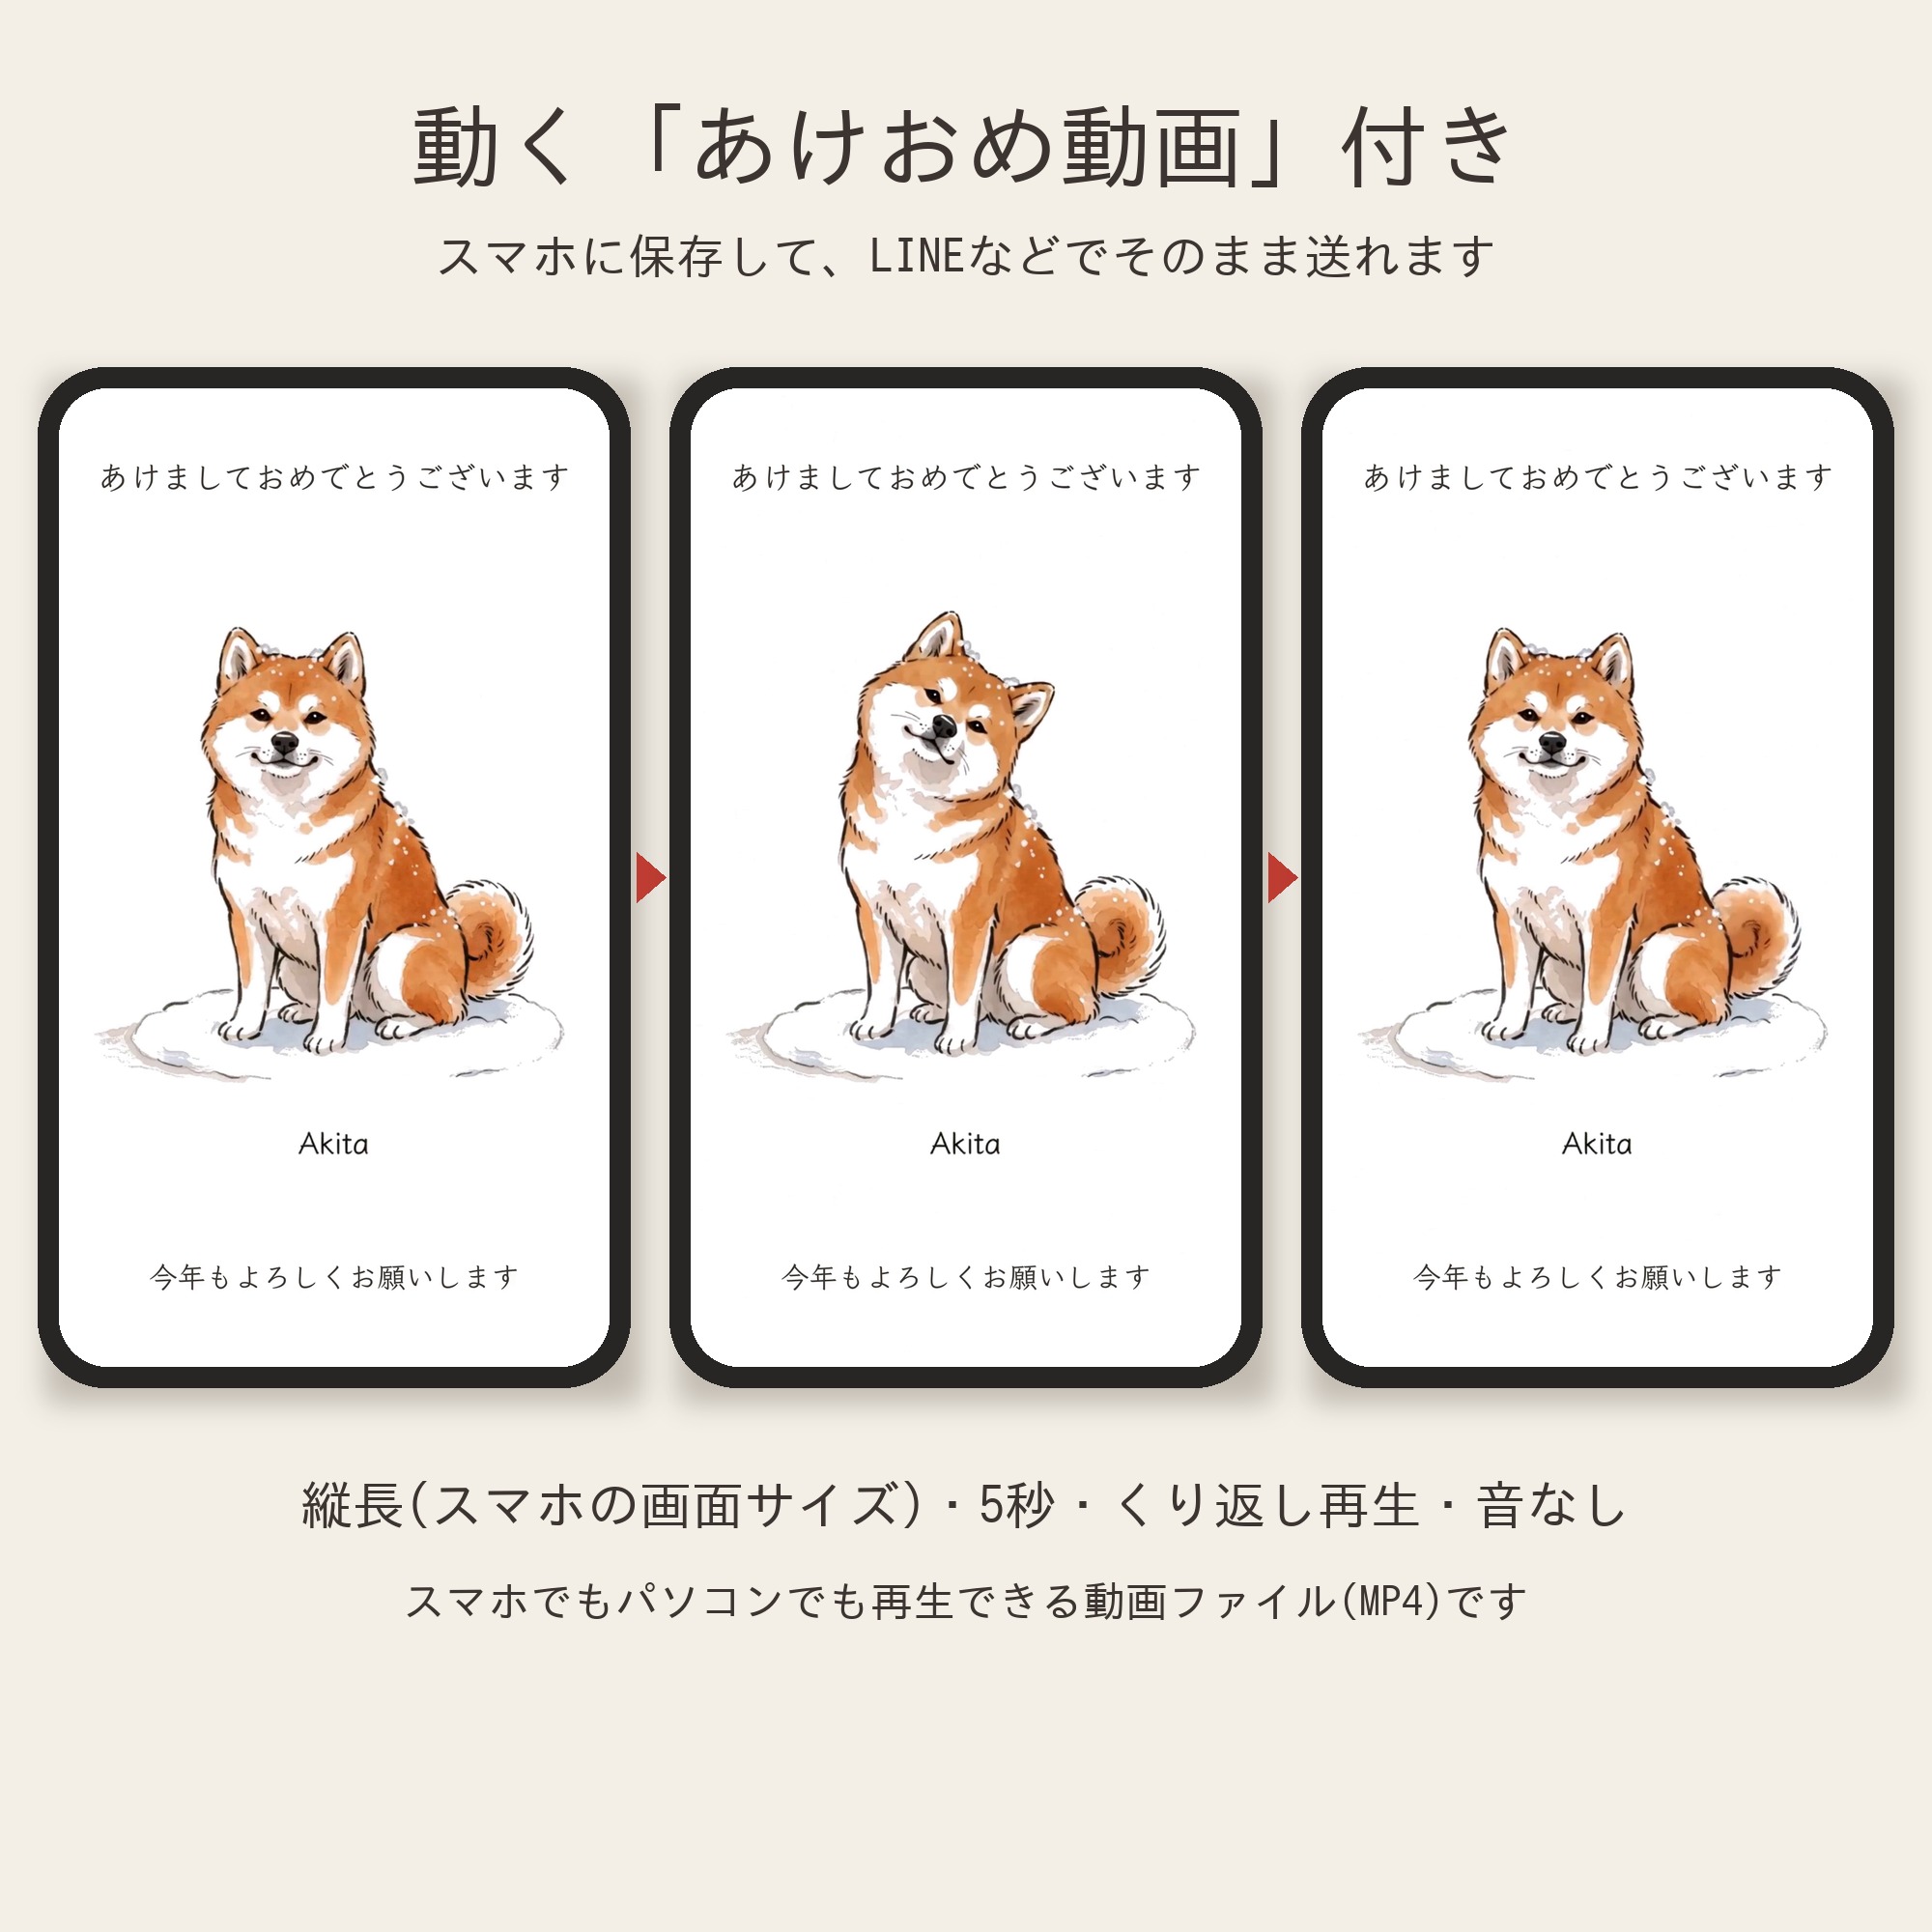 動く「あけおめ動画」付き
スマホに保存して、LINEなどでそのまま送れます
あけましておめでとうございます
Akita
今年もよろしくお願いします
あけましておめでとうございます
Akita
今年もよろしくお願いします
あけましておめでとうございます
Akita
今年もよろしくお願いします
縦長(スマホの画面サイズ)・5秒・くり返し再生・音なし
スマホでもパソコンでも再生できる動画ファイル(MP4)です